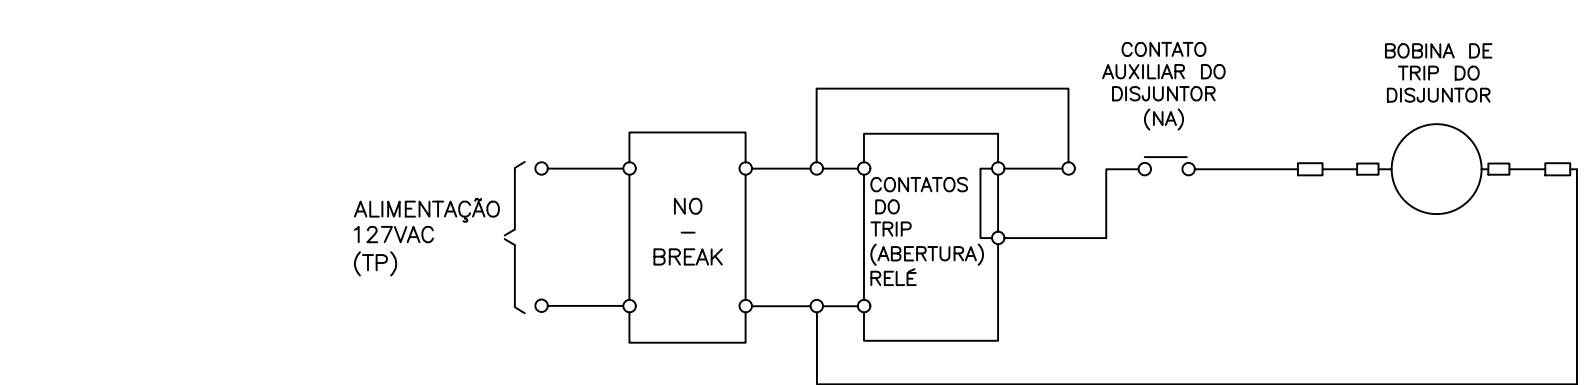 ALIMENTAÇÃO
127VAC
(TP)
NO
–
BREAK
CONTATOS
DO
TRIP
(ABERTURA)
RELÉ
CONTATO
AUXILIAR DO
DISJUNTOR
(NA)
BOBINA DE
TRIP DO
DISJUNTOR